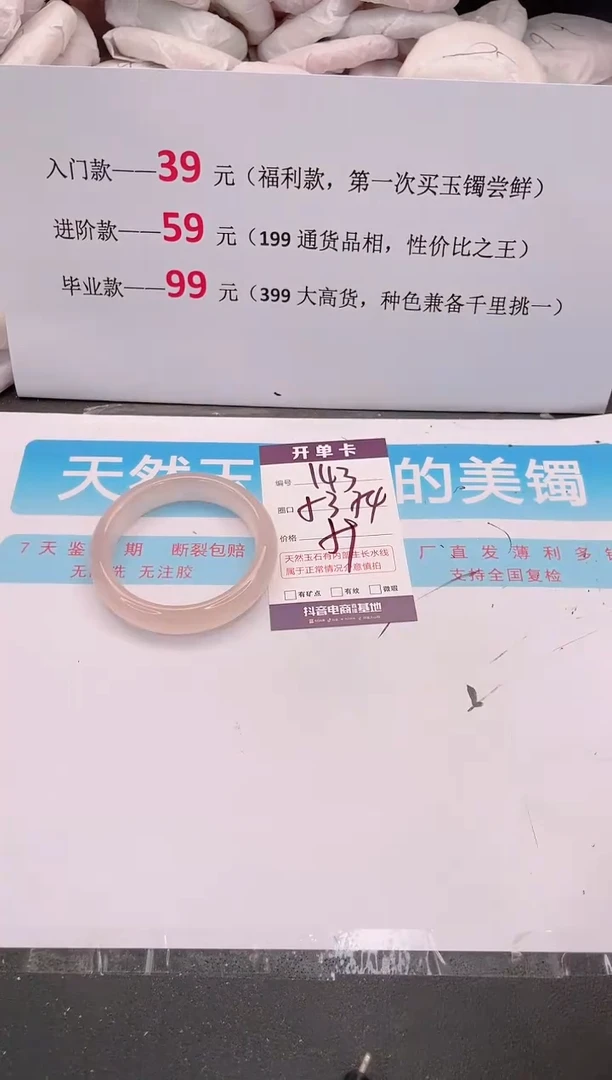 入门款——39 元（福利款，第一次买玉镯尝鲜）
进阶款——59 元（199 通货品相，性价比之王）
毕业款——99 元（399 大高货，种色兼备千里挑一）
天然玉 的美镯
开单卡
编号 143
圈口
价格
7天鉴 期 断裂包赔
厂直发薄利多销
无 洗 无注胶
支持全国复检
天然玉石有内部生长水线
属于正常情况介意慎拍
有矿点 有纹 微瑕
抖音电商 基地